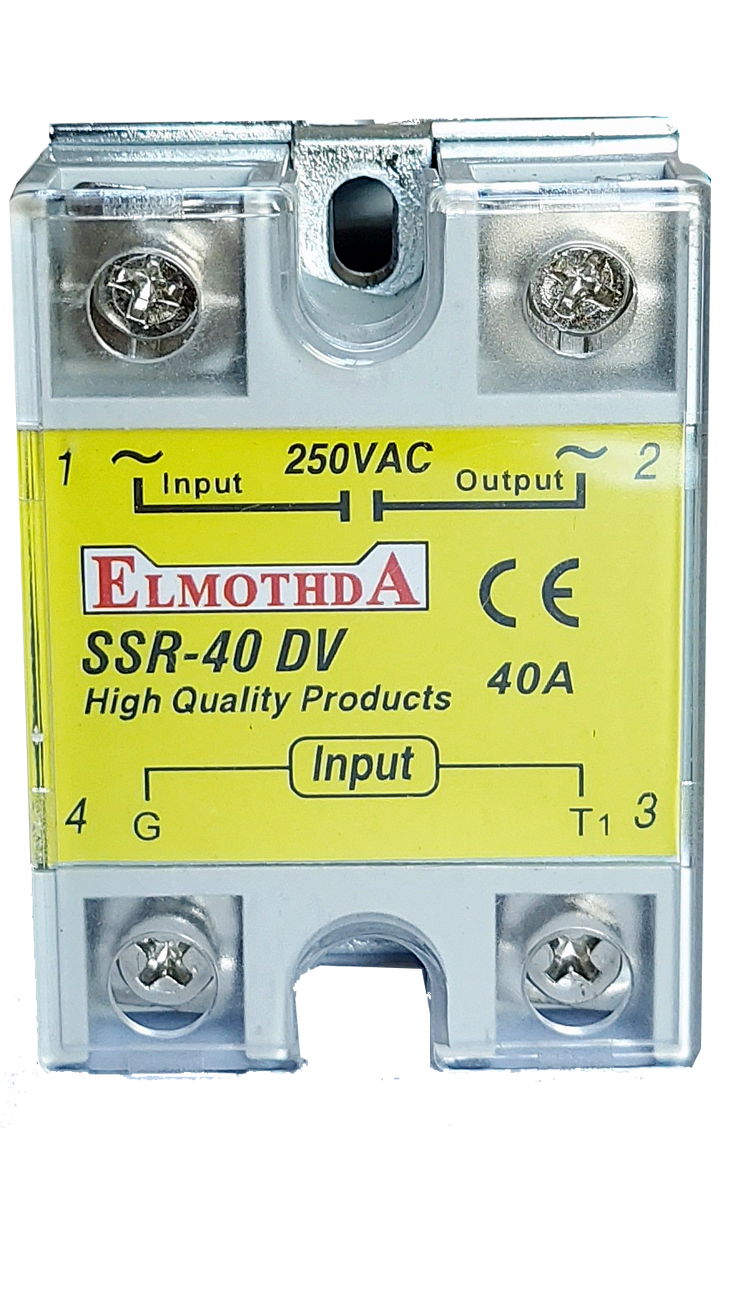 1 ~ 250VAC ~ 2
Input Output
ELMOTHDA
CE
SSR-40 DV
40A
High Quality Products
Input
4 G T1 3